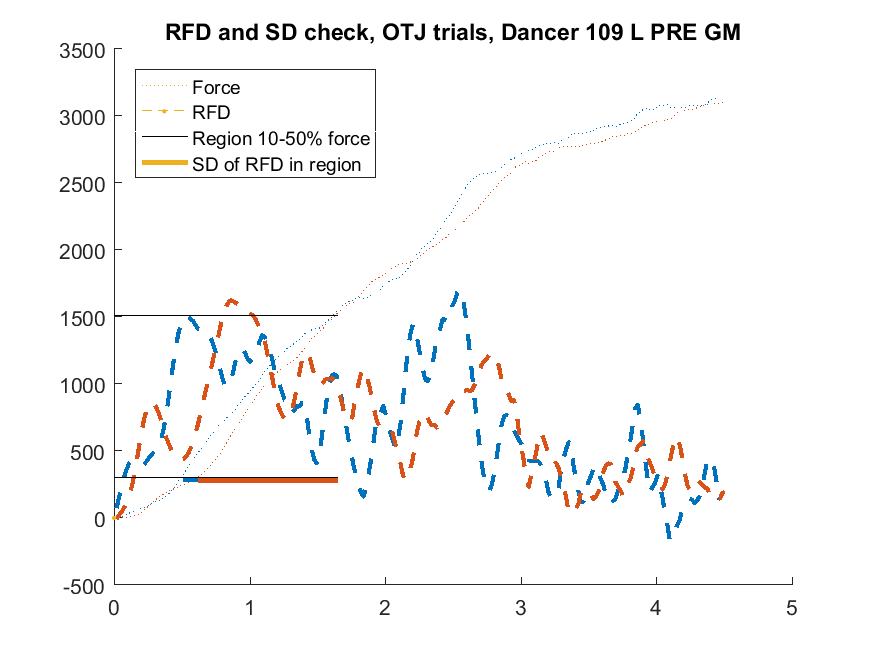 RFD and SD check, OTJ trials, Dancer 109 L PRE GM
3500
3000
2500
2000
1500
1000
500
0
-500
Force
RFD
Region 10-50% force
SD of RFD in region
0 1 2 3 4 5